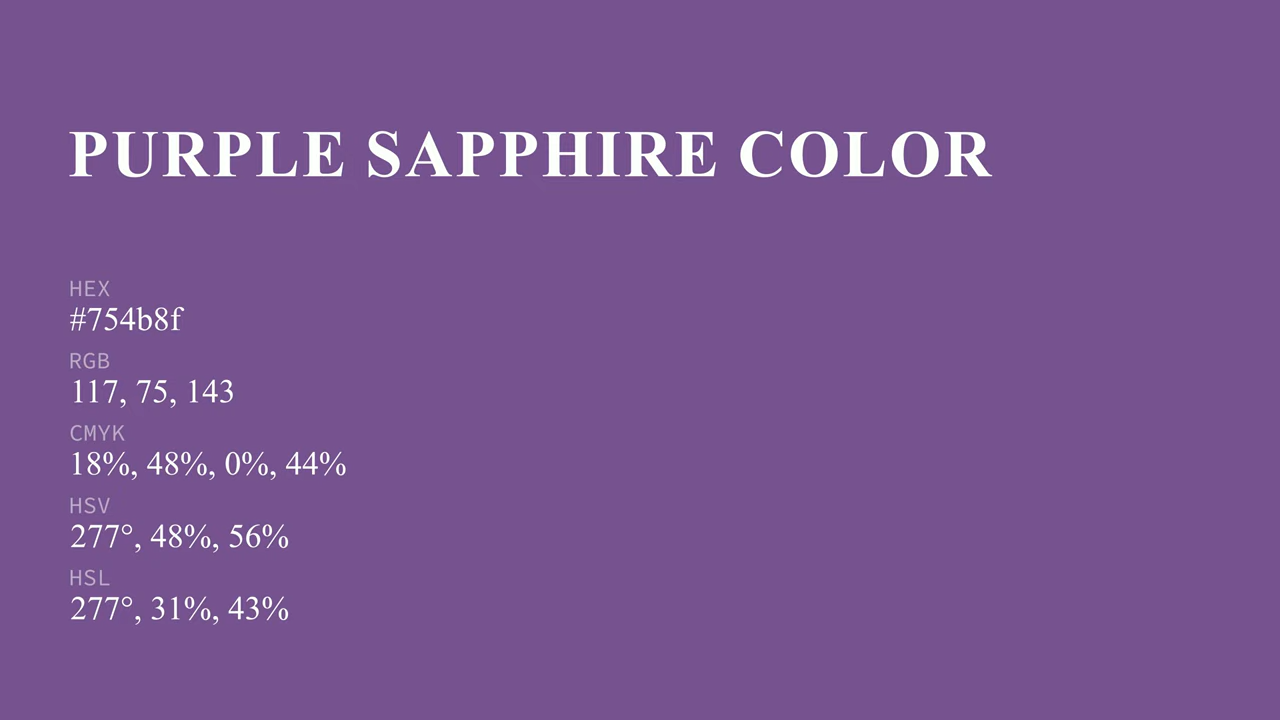 PURPLE SAPPHIRE COLOR
HEX
#754b8f
RGB
117, 75, 143
CMYK
18%, 48%, 0%, 44%
HSV
277°, 48%, 56%
HSL
277°, 31%, 43%